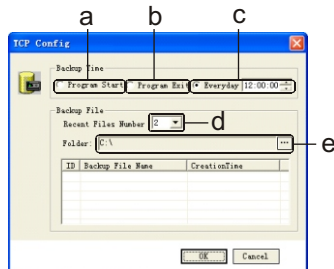 a b c
TCP Config
Backup Time
Program Start Program Exit Everyday 12:00:00
Backup File
Recent Files Number 2 d
Folder: C:\ ... e
ID Backup File Name CreationTime
OK Cancel